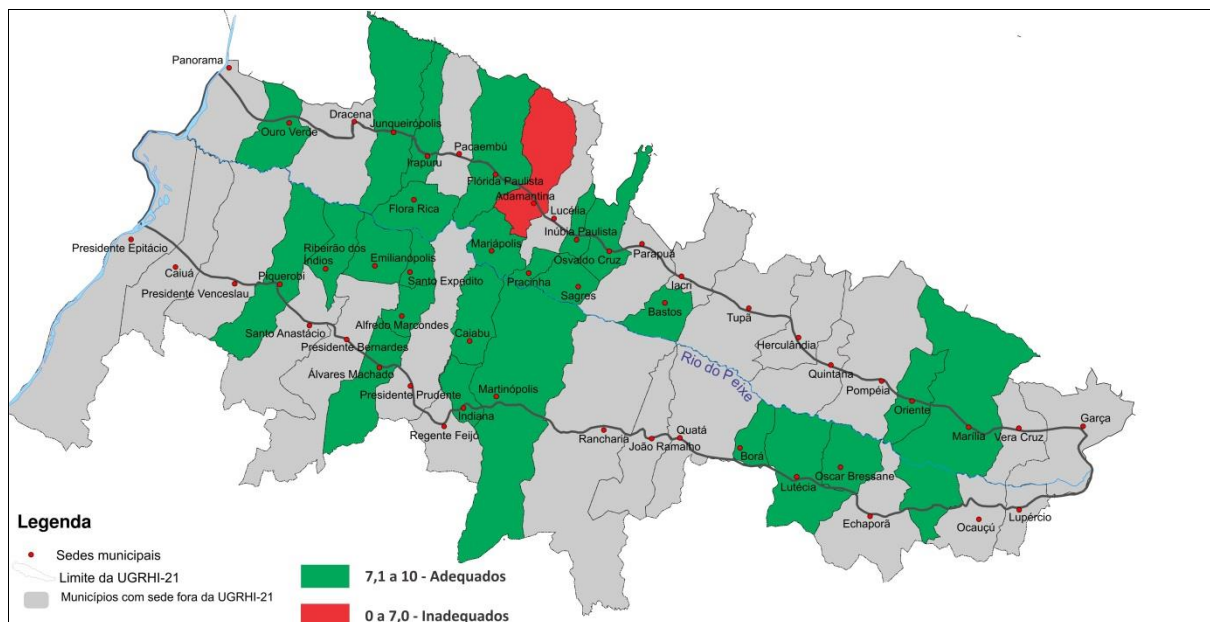 Panorama
Dracena
Ouro Verde
Junqueirópolis
Pacaembú
Irapuru
Flórida Paulista
Adamantina
Flora Rica
Lucélia
Inúbia Paulista
Mariápolis
Osvaldo Cruz
Parapuã
Presidente Epitácio
Ribeirão dos
Índios
Emilianópolis
Caiuá
Piquerobi
Santo Expedito
Pracinha
Iacri
Presidente Venceslau
Sagres
Bastos
Tupã
Alfredo Marcondes
Santo Anastácio
Presidente Bernardes
Caiabu
Herculândia
Rio do Peixe
Quintana
Álvares Machado
Pompéia
Presidente Prudente
Martinópolis
Oriente
Indiana
Regente Feijó
Rancharia
Quatá
João Ramalho
Marília
Vera Cruz
Garça
Borá
Oscar Bressane
Lutécia
Echaporã
Ocauçú
Lupércio
Legenda
Sedes municipais
Limite da UGRHI-21
Municípios com sede fora da UGRHI-21
7,1 a 10 - Adequados
0 a 7,0 - Inadequados